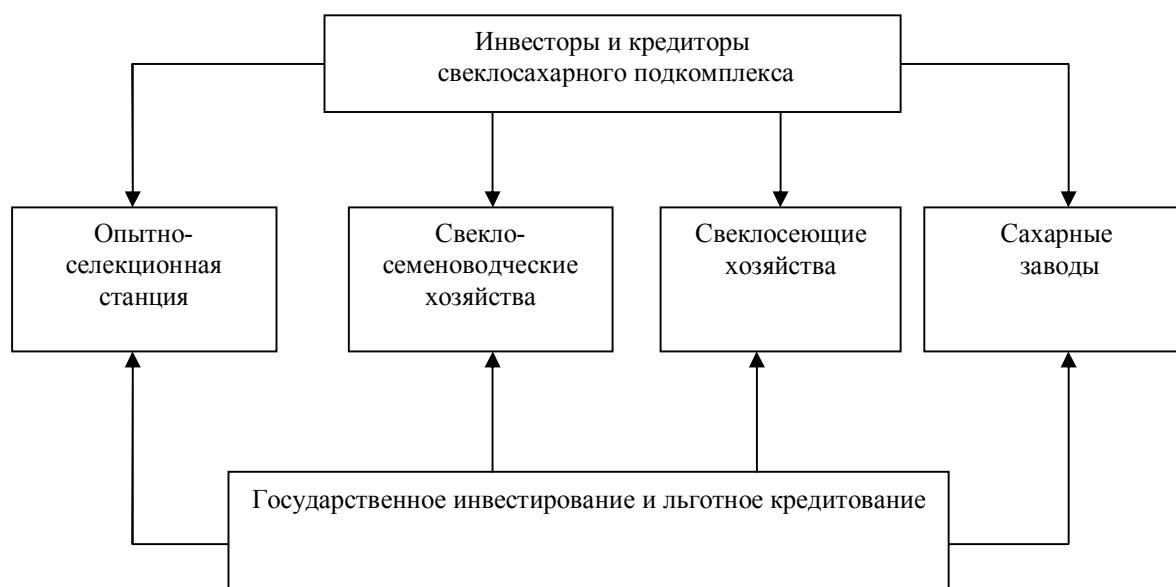 Инвесторы и кредиторы
свеклосахарного подкомплекса
Опытно-
селекционная
станция
Свекло-
семеноводческие
хозяйства
Свеклосеющие
хозяйства
Сахарные
заводы
Государственное инвестирование и льготное кредитование